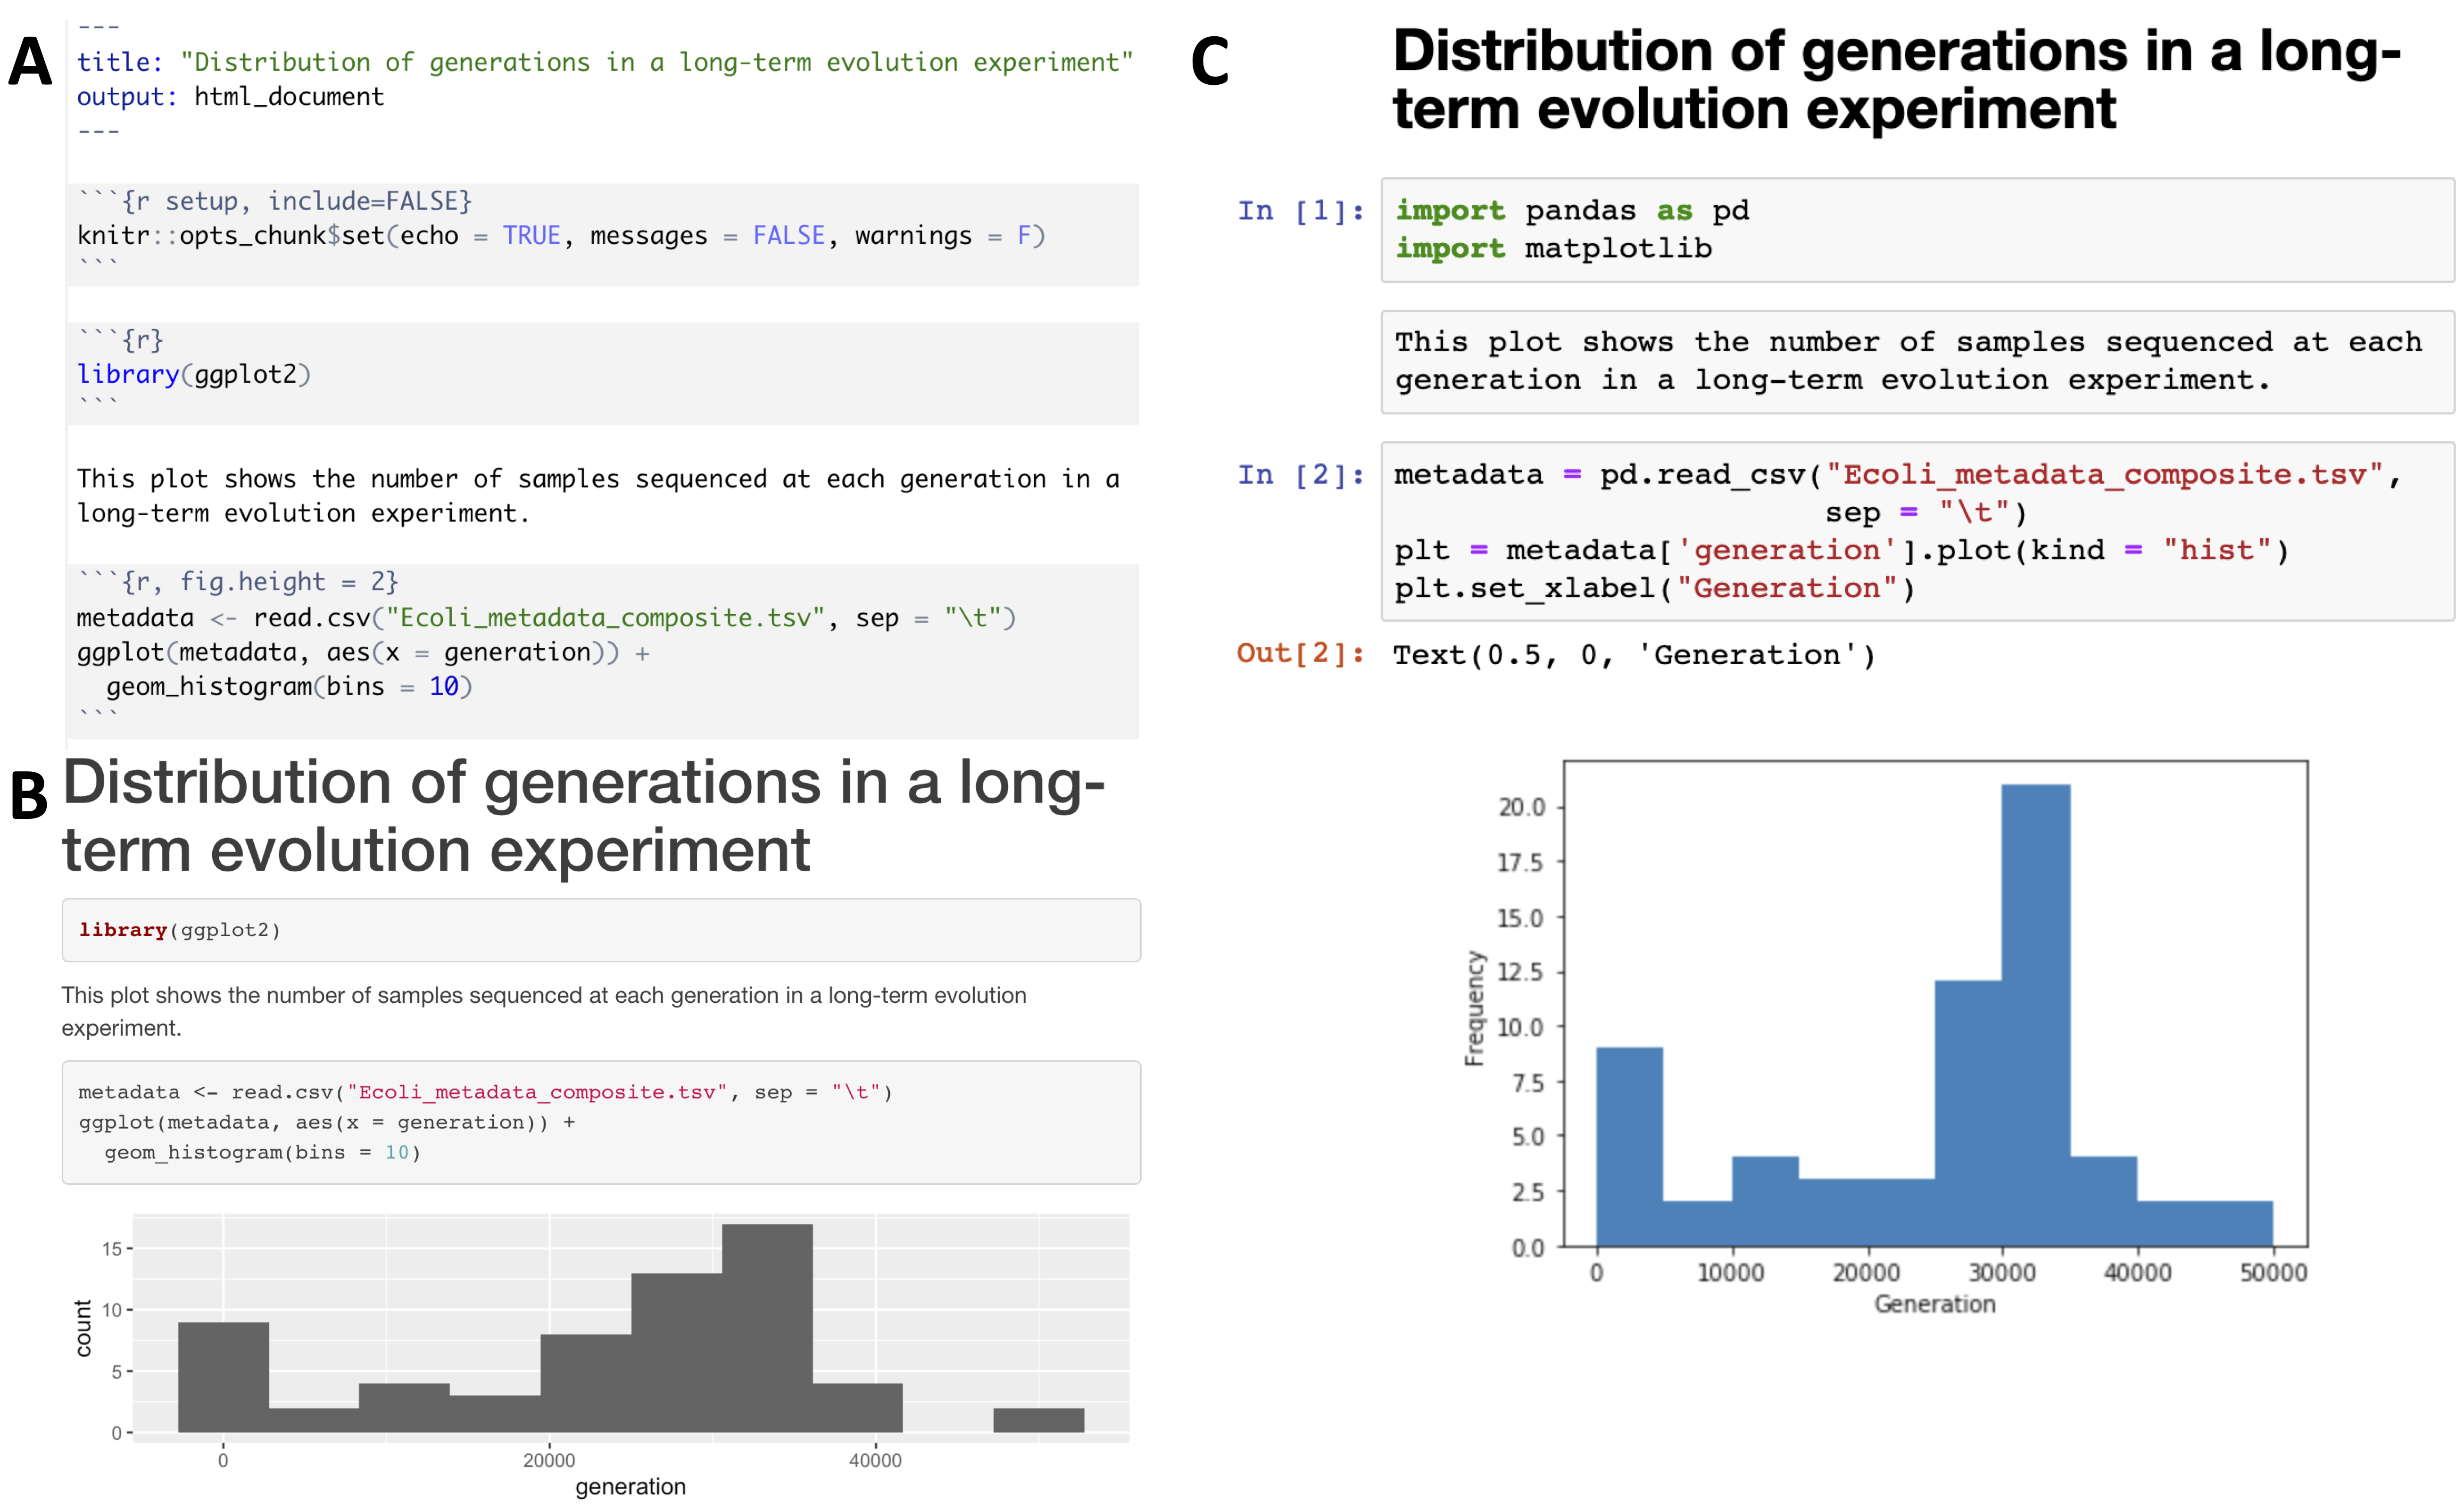 A
---
title: "Distribution of generations in a long-term evolution experiment"
output: html_document
---
```{r setup, include=FALSE}
knitr::opts_chunk$set(echo = TRUE, messages = FALSE, warnings = F)
```
```{r}
library(ggplot2)
```
This plot shows the number of samples sequenced at each generation in a
long-term evolution experiment.
```{r, fig.height = 2}
metadata <- read.csv("Ecoli_metadata_composite.tsv", sep = "\t")
ggplot(metadata, aes(x = generation)) +
  geom_histogram(bins = 10)
```
B
Distribution of generations in a long-
term evolution experiment
library(ggplot2)
This plot shows the number of samples sequenced at each generation in a long-term evolution
experiment.
metadata <- read.csv("Ecoli_metadata_composite.tsv", sep = "\t")
ggplot(metadata, aes(x = generation)) +
  geom_histogram(bins = 10)
15
10
5
0
count
0 20000 40000
generation
C
Distribution of generations in a long-
term evolution experiment
In [1]: import pandas as pd
import matplotlib
This plot shows the number of samples sequenced at each
generation in a long-term evolution experiment.
In [2]: metadata = pd.read_csv("Ecoli_metadata_composite.tsv",
sep = "\t")
plt = metadata['generation'].plot(kind = "hist")
plt.set_xlabel("Generation")
Out[2]: Text(0.5, 0, 'Generation')
20.0
17.5
15.0
12.5
10.0
7.5
5.0
2.5
0.0
Frequency
0 10000 20000 30000 40000 50000
Generation